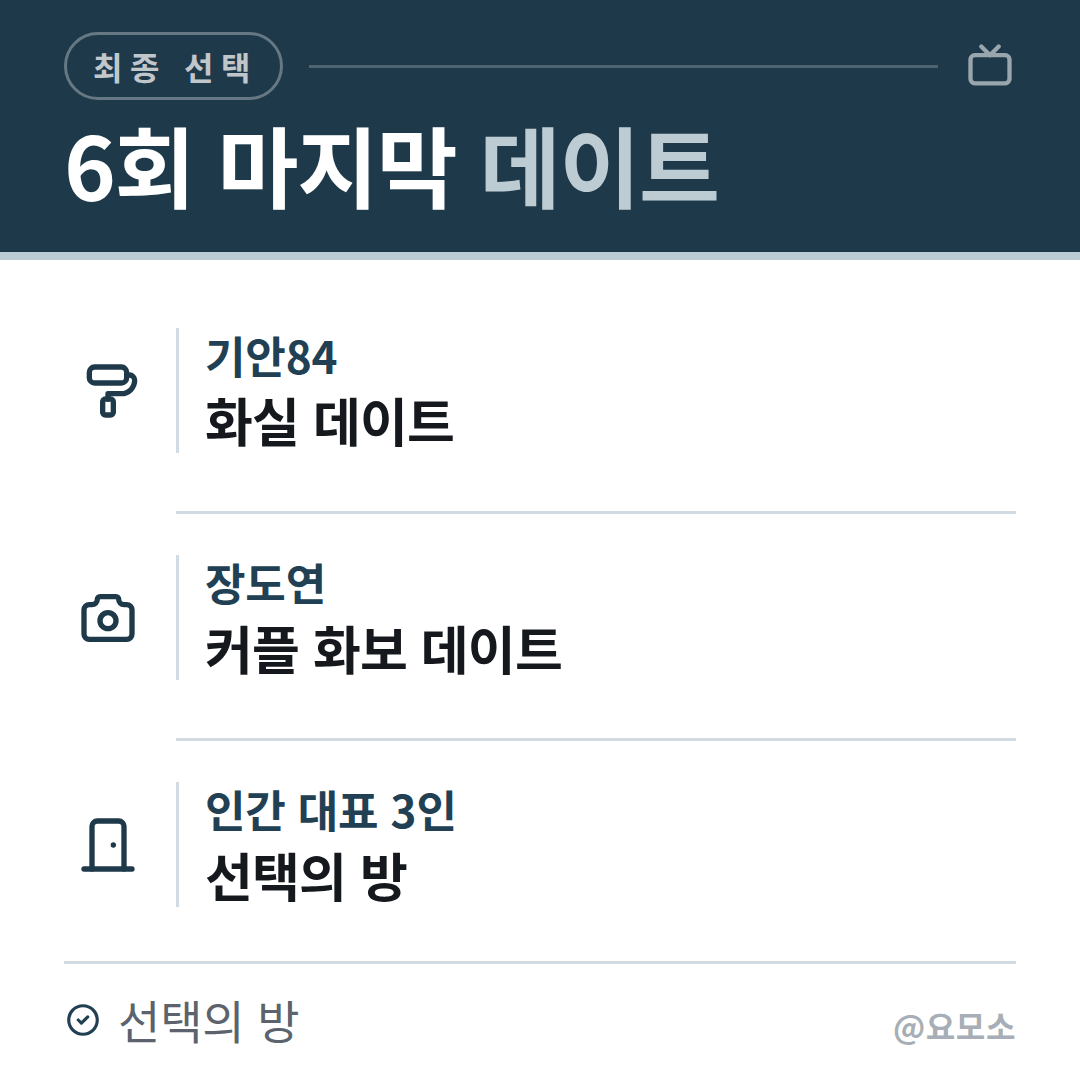 최종 선택
6회 마지막 데이트
기안84
화실 데이트
장도연
커플 화보 데이트
인간 대표 3인
선택의 방
선택의 방
@요모소